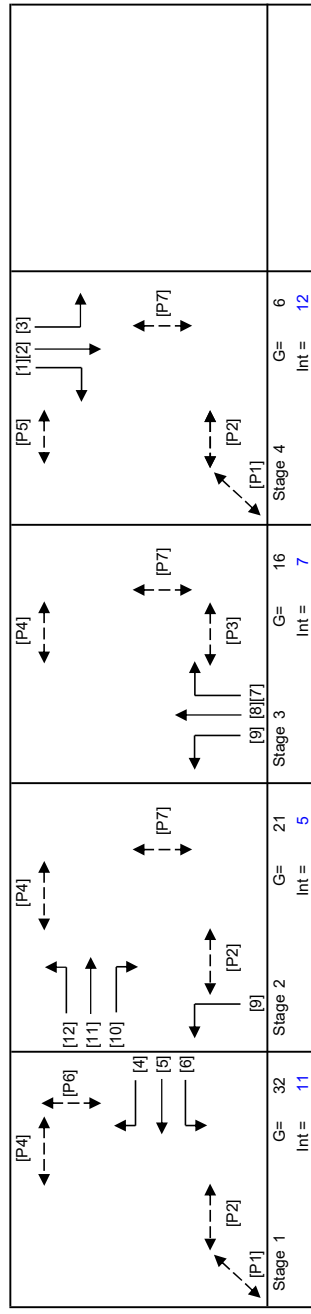 [P4]
[P6]
[4]
[5]
[6]
[P2]
[P1]
Stage 1
G= 32
Int = 11
[P4]
[12]
[11]
[10]
[P7]
[P2]
[9]
Stage 2
G= 21
Int = 5
[P4]
[P7]
[P3]
[9]
[8][7]
Stage 3
G= 16
Int = 7
[1][2]
[3]
[P5]
[P7]
[P2]
[P1]
Stage 4
G= 6
Int = 12